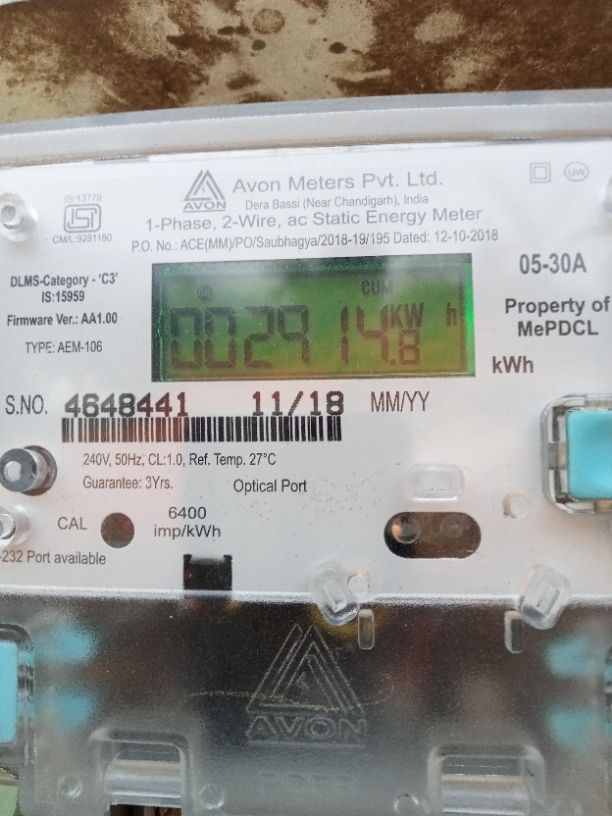 IS:13779
ISI
CM/L:9281180
AVON
Avon Meters Pvt. Ltd.
Dera Bassi (Near Chandigarh), India
1-Phase, 2-Wire, ac Static Energy Meter
P.O. No.: ACE(MM)/PO/Saubhagya/2018-19/195 Dated: 12-10-2018
UW
DLMS-Category - 'C3'
IS:15959
Firmware Ver.: AA1.00
TYPE: AEM-106
CUM
002914.8 KW h
05-30A
Property of
MePDCL
kWh
S.NO. 4648441 11/18 MM/YY
240V, 50Hz, CL:1.0, Ref. Temp. 27°C
Guarantee: 3Yrs.
Optical Port
CAL
6400
imp/kWh
-232 Port available
AVON